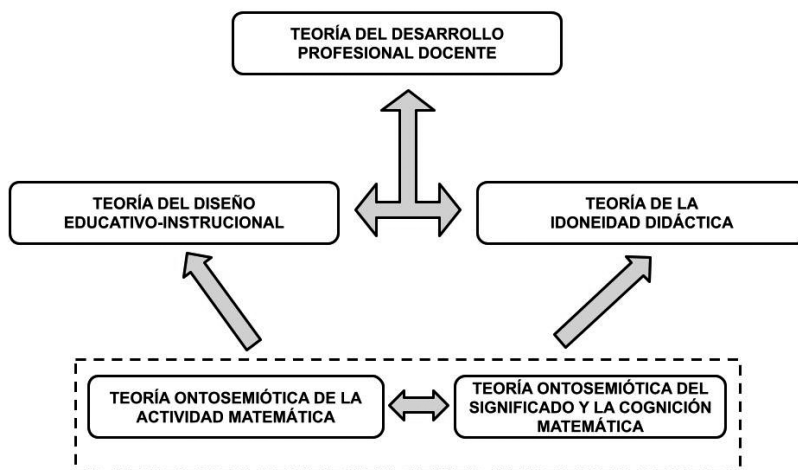 TEORÍA DEL DESARROLLO
PROFESIONAL DOCENTE
TEORÍA DEL DISEÑO
EDUCATIVO-INSTRUCIONAL
TEORÍA DE LA
IDONEIDAD DIDÁCTICA
TEORÍA ONTOSEMIÓTICA DE LA
ACTIVIDAD MATEMÁTICA
TEORÍA ONTOSEMIÓTICA DEL
SIGNIFICADO Y LA COGNICIÓN
MATEMÁTICA